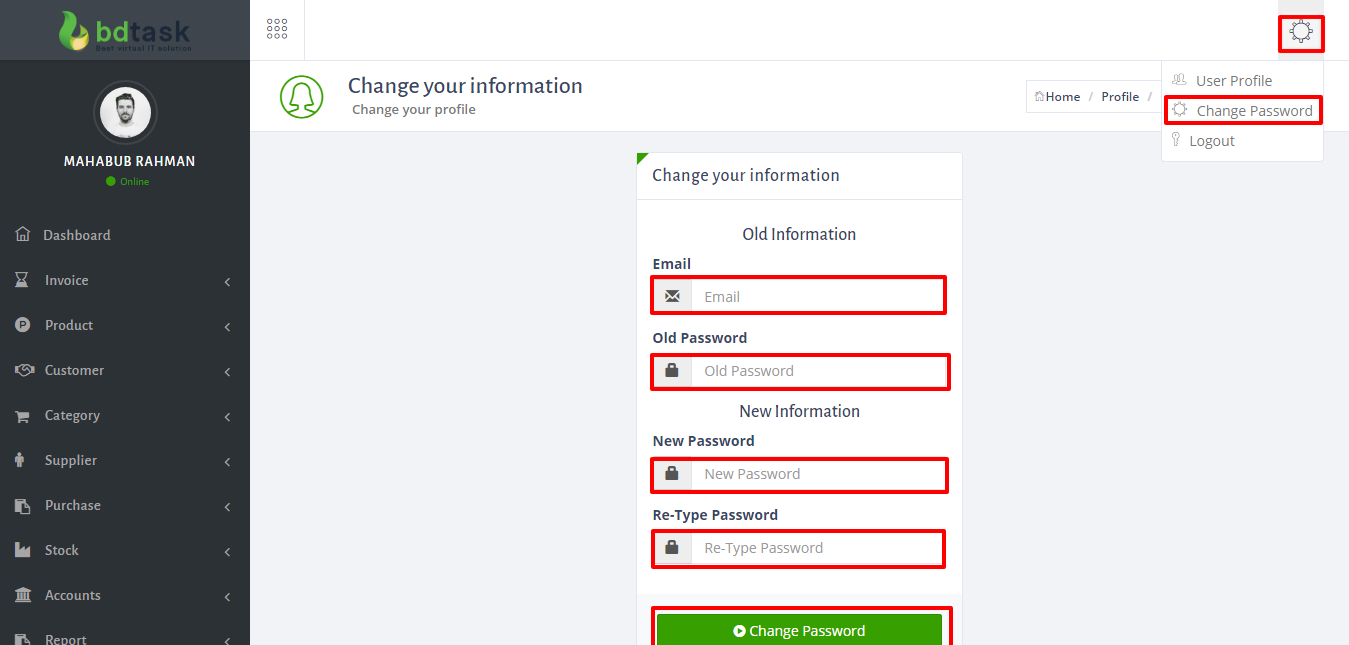 bdtask
Best virtual IT solution
MAHABUB RAHMAN
Online
Dashboard
Invoice
Product
Customer
Category
Supplier
Purchase
Stock
Accounts
Report
Change your information
Change your profile
Home / Profile /
User Profile
Change Password
Logout
Change your information
Old Information
Email
Email
Old Password
Old Password
New Information
New Password
New Password
Re-Type Password
Re-Type Password
Change Password